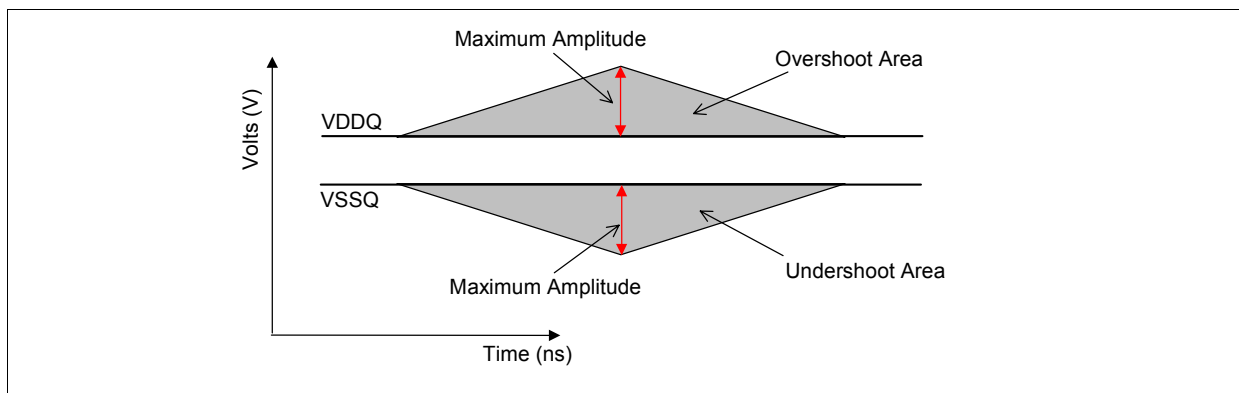 Maximum Amplitude
Overshoot Area
Volts (V)
VDDQ
VSSQ
Maximum Amplitude
Undershoot Area
Time (ns)